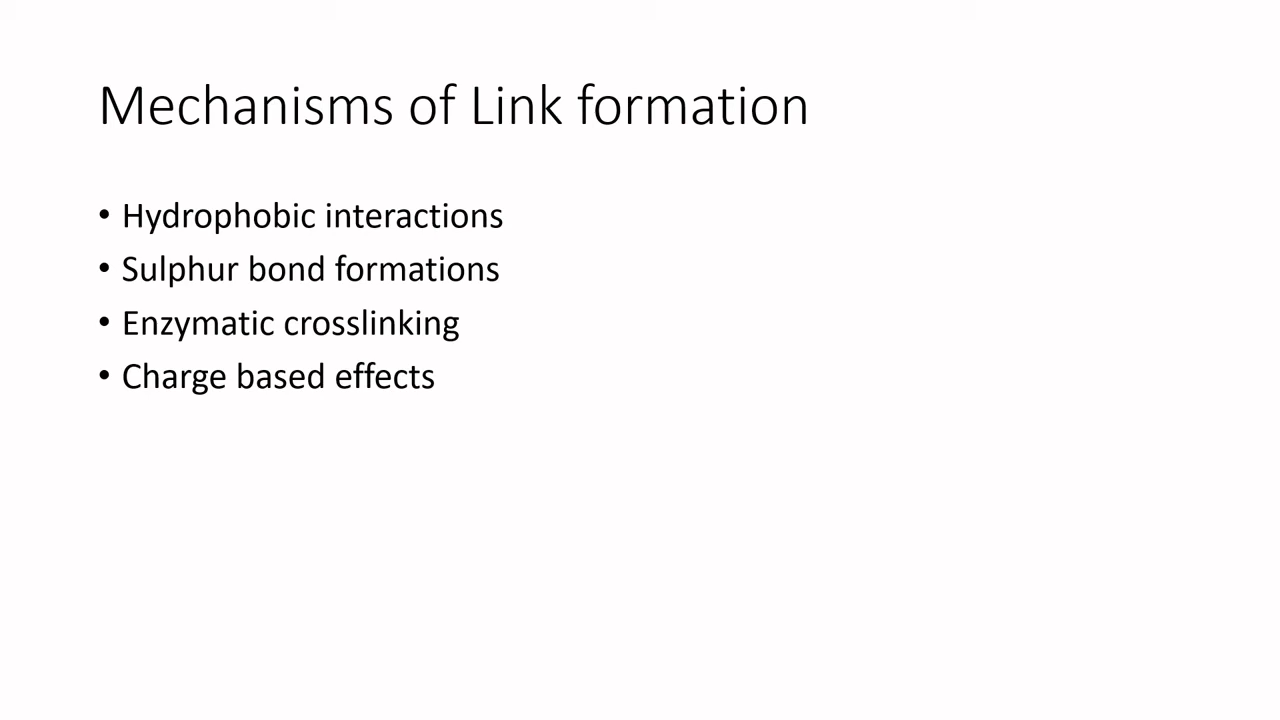 Mechanisms of Link formation
• Hydrophobic interactions
• Sulphur bond formations
• Enzymatic crosslinking
• Charge based effects